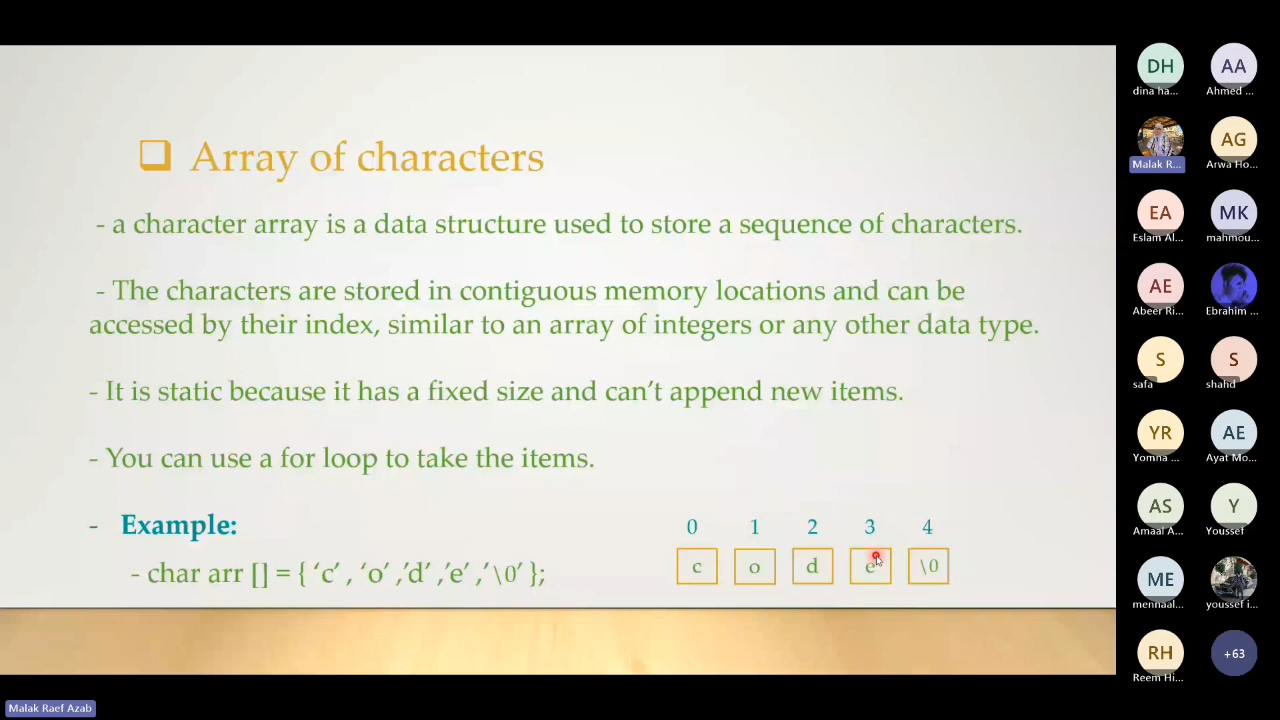 ❑ Array of characters
- a character array is a data structure used to store a sequence of characters.
- The characters are stored in contiguous memory locations and can be
accessed by their index, similar to an array of integers or any other data type.
- It is static because it has a fixed size and can’t append new items.
- You can use a for loop to take the items.
- Example:
- char arr [] = { ‘c’ , ‘o’ ,’d’ ,’e’ ,’\0’ };
0 1 2 3 4
c o d e \0
DH AA
dina ha... Ahmed ...
AG
Malak R... Arwa Ho...
EA MK
Eslam Al... mahmou...
AE
Abeer Ri... Ebrahim ...
S S
safa shahd
YR AE
Yomna ... Ayat Mo...
AS Y
Amaal A... Youssef
ME
mennaal... youssef i...
RH +63
Reem Hi...
Malak Raef Azab